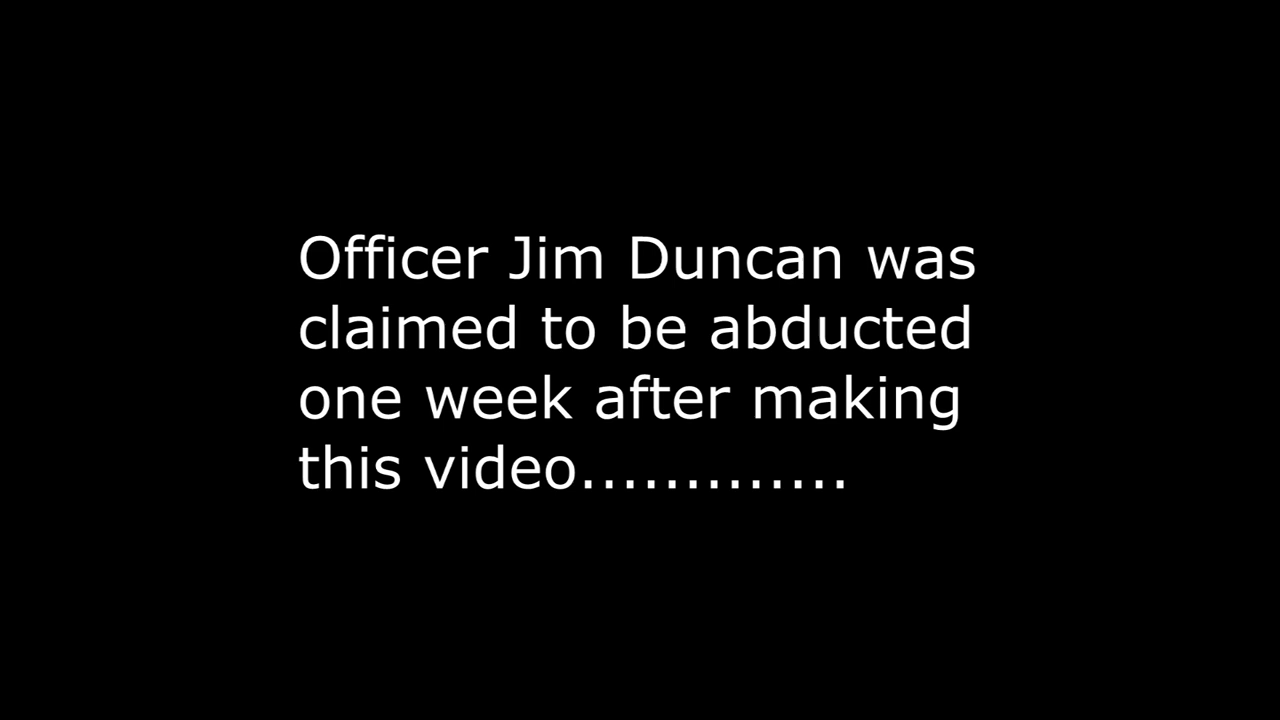 Officer Jim Duncan was
claimed to be abducted
one week after making
this video.............